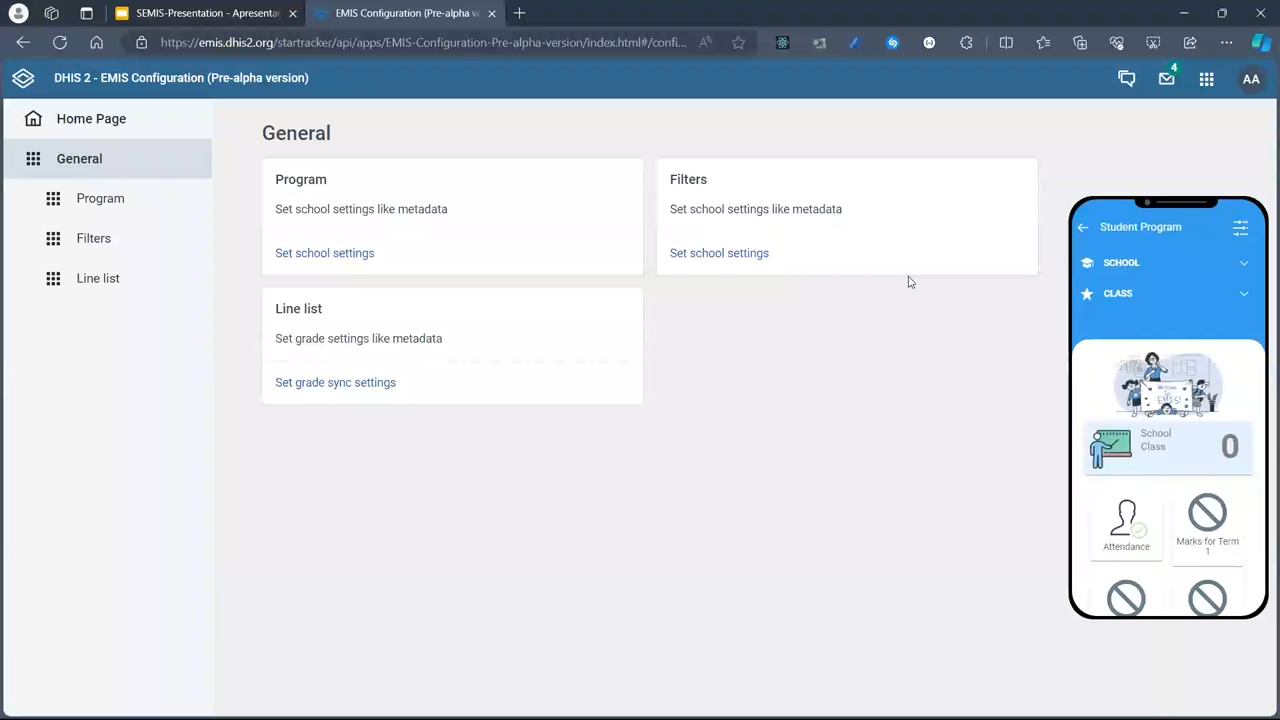 SEMIS-Presentation - Apresenta
EMIS Configuration (Pre-alpha v
https://emis.dhis2.org/startracker/api/apps/EMIS-Configuration-Pre-alpha-version/index.html#/confi...
DHIS 2 - EMIS Configuration (Pre-alpha version)
4
AA
Home Page
General
Program
Filters
Line list
General
Program
Set school settings like metadata
Set school settings
Filters
Set school settings like metadata
Set school settings
Line list
Set grade settings like metadata
Set grade sync settings
Student Program
SCHOOL
CLASS
EMIS!
School
Class
0
Attendance
Marks for Term
1